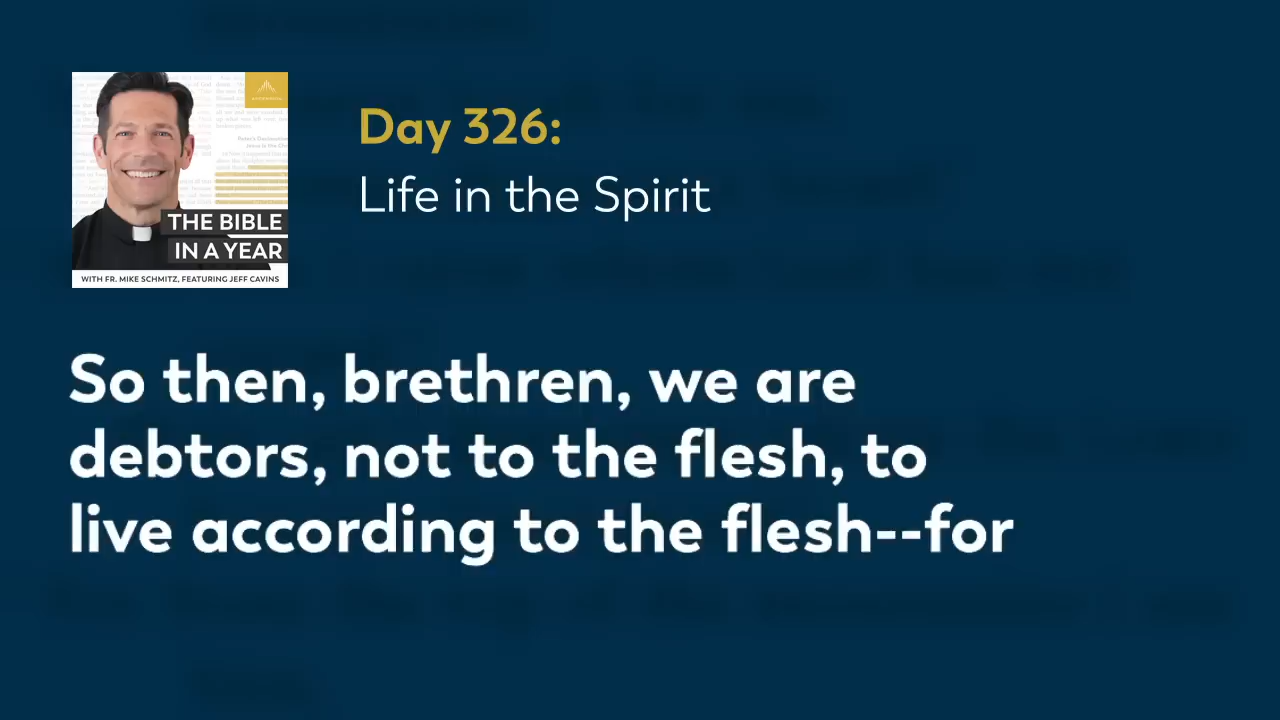 Day 326:
Life in the Spirit
THE BIBLE
IN A YEAR
WITH FR. MIKE SCHMITZ, FEATURING JEFF CAVINS
So then, brethren, we are
debtors, not to the flesh, to
live according to the flesh--for